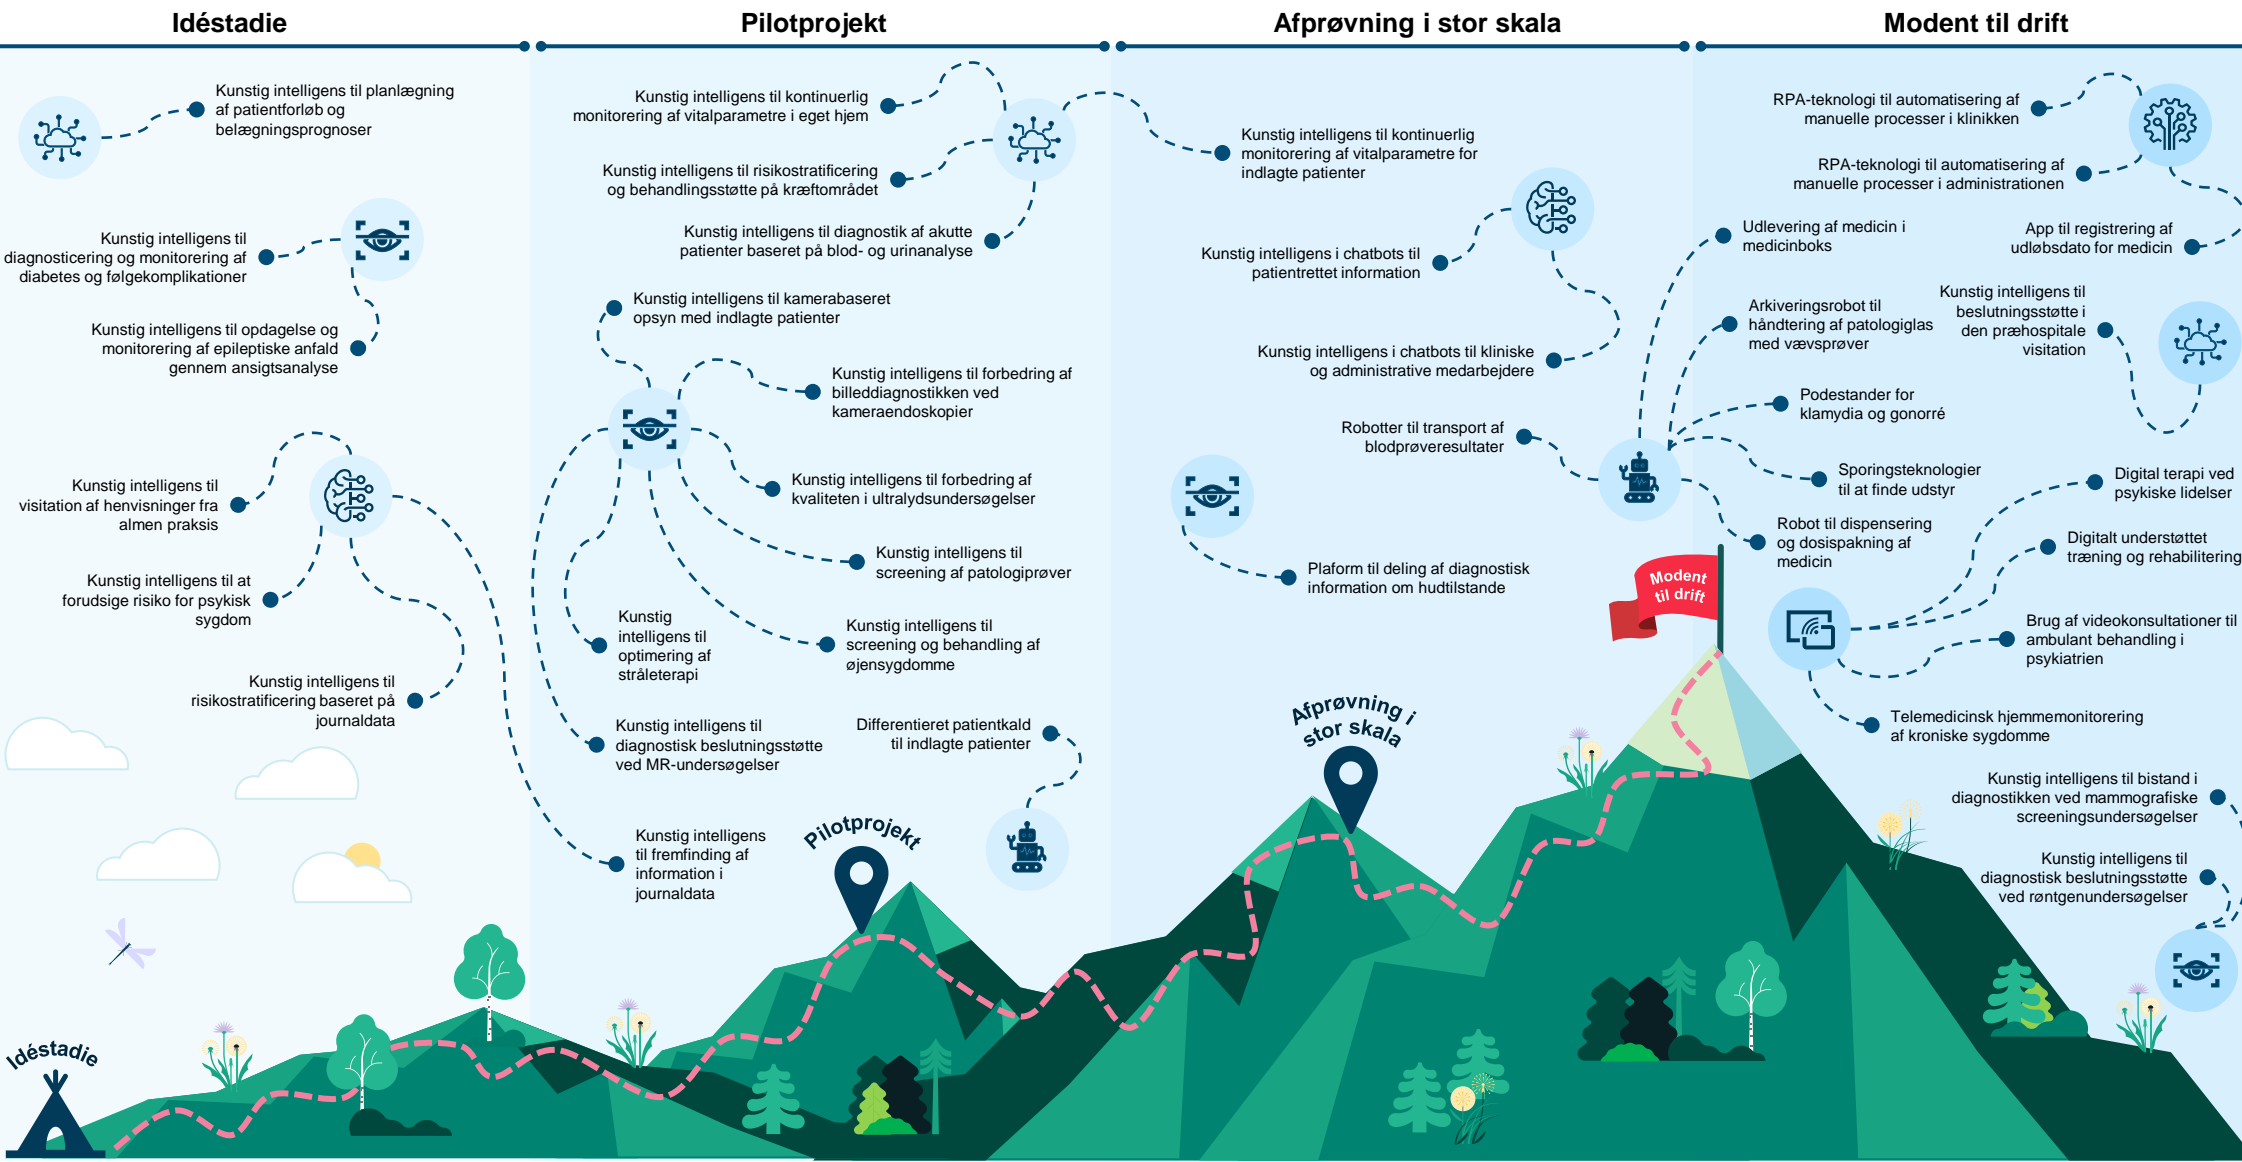 Idéstadie
Pilotprojekt
Afprøvning i stor skala
Modent til drift
Kunstig intelligens til planlægning
af patientforløb og
belægningsprognoser
Kunstig intelligens til
diagnosticering og monitorering af
diabetes og følgekomplikationer
Kunstig intelligens til opdagelse og
monitorering af epileptiske anfald
gennem ansigtsanalyse
Kunstig intelligens til
visitation af henvisninger fra
almen praksis
Kunstig intelligens til at
forudsige risiko for psykisk
sygdom
Kunstig intelligens til
risikostratificering baseret på
journaldata
Kunstig intelligens til kontinuerlig
monitorering af vitalparametre i eget hjem
Kunstig intelligens til risikostratificering
og behandlingsstøtte på kræftområdet
Kunstig intelligens til diagnostik af akutte
patienter baseret på blod- og urinanalyse
Kunstig intelligens til kamerabaseret
opsyn med indlagte patienter
Kunstig intelligens til forbedring af
billeddiagnostikken ved
kameraendoskopier
Kunstig intelligens til forbedring af
kvaliteten i ultralydsundersøgelser
Kunstig intelligens til
screening af patologiprøver
Kunstig
intelligens til
optimering af
stråleterapi
Kunstig intelligens til
screening og behandling af
øjensygdomme
Kunstig intelligens til
diagnostisk beslutningsstøtte
ved MR-undersøgelser
Differentieret patientkald
til indlagte patienter
Kunstig intelligens
til fremfinding af
information i
journaldata
Kunstig intelligens til kontinuerlig
monitorering af vitalparametre for
indlagte patienter
Kunstig intelligens i chatbots til
patientrettet information
Kunstig intelligens i chatbots til kliniske
og administrative medarbejdere
Robotter til transport af
blodprøveresultater
Plaform til deling af diagnostisk
information om hudtilstande
RPA-teknologi til automatisering af
manuelle processer i klinikken
RPA-teknologi til automatisering af
manuelle processer i administrationen
Udlevering af medicin i
medicinboks
App til registrering af
udløbsdato for medicin
Arkiveringsrobot til
håndtering af patologiglas
med vævsprøver
Kunstig intelligens til
beslutningsstøtte i
den præhospitale
visitation
Podestander for
klamydia og gonorré
Sporingsteknologier
til at finde udstyr
Digital terapi ved
psykiske lidelser
Robot til dispensering
og dosispakning af
medicin
Digitalt understøttet
træning og rehabilitering
Brug af videokonsultationer til
ambulant behandling i
psykiatrien
Telemedicinsk hjemmemonitorering
af kroniske sygdomme
Kunstig intelligens til bistand i
diagnostikken ved mammografiske
screeningsundersøgelser
Kunstig intelligens til
diagnostisk beslutningsstøtte
ved røntgenundersøgelser
Modent
til drift
Afprøvning i
stor skala
Pilotprojekt
Idéstadie